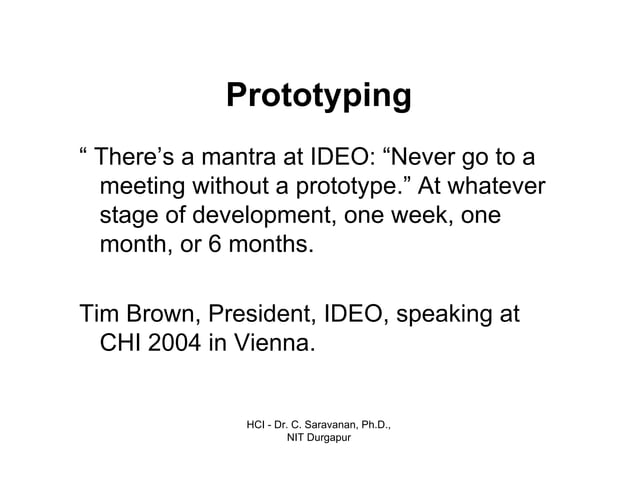 Prototyping
“ There’s a mantra at IDEO: “Never go to a
meeting without a prototype.” At whatever
stage of development, one week, one
month, or 6 months.
Tim Brown, President, IDEO, speaking at
CHI 2004 in Vienna.
HCI - Dr. C. Saravanan, Ph.D.,
NIT Durgapur